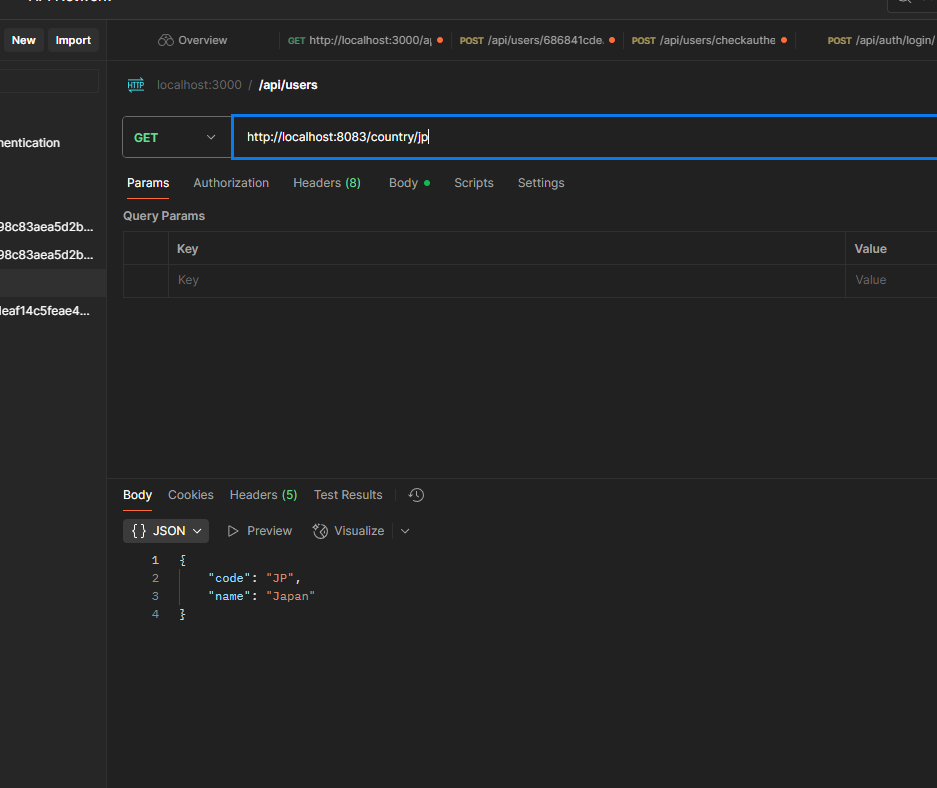 New Import
Overview
GET http://localhost:3000/a
POST /api/users/686841cde.
POST /api/users/checkauthe
POST /api/auth/login/
HTTP localhost:3000 / /api/users
hentication
GET http://localhost:8083/country/jp
Params Authorization Headers (8) Body Scripts Settings
Query Params
98c83aea5d2b...
98c83aea5d2b...
Key Value
Key Value
eaf14c5feae4...
Body Cookies Headers (5) Test Results
{} JSON Preview Visualize
1 {
2 "code": "JP",
3 "name": "Japan"
4 }